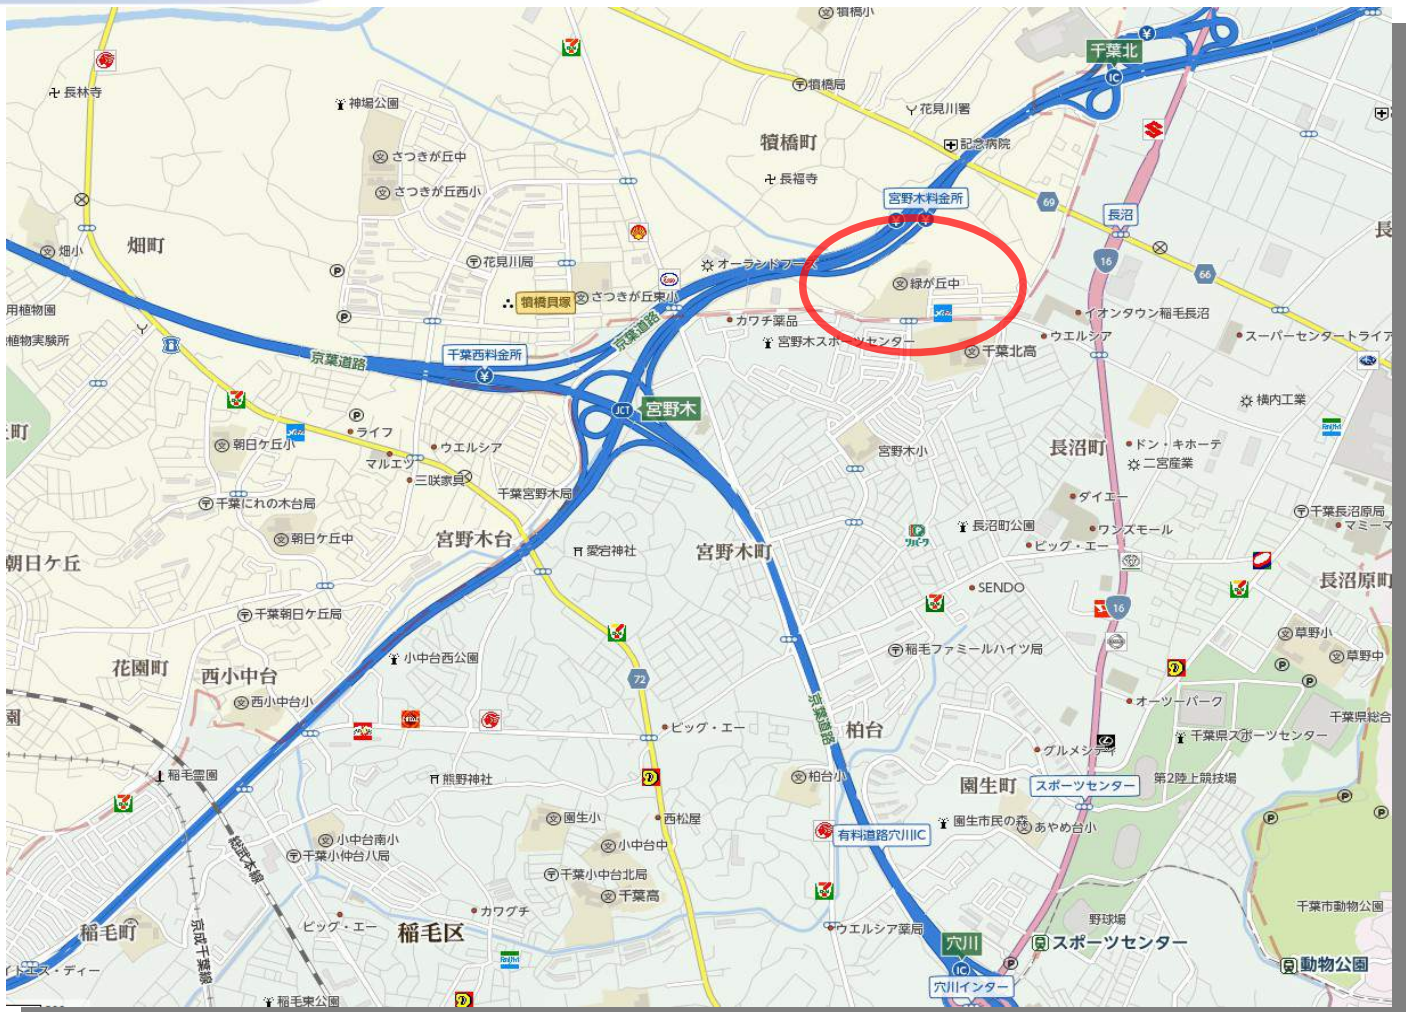 犢橋小
千葉北
IC
長林寺
神場公園
犢橋局
花見川署
犢橋町
記念病院
さつきが丘中
長福寺
さつきが丘西小
宮野木料金所
69
長沼
畑町
畑小
花見川局
オーランドフーズ
16
66
緑が丘中
犢橋貝塚
さつきが丘東小
用植物園
カワチ薬品
イオンタウン稲毛長沼
植物実験所
京葉道路
千葉西料金所
京葉道路
宮野木スポーツセンター
ウエルシア
スーパーセンタートライア
千葉北高
JCT
宮野木
横内工業
町
ライフ
朝日ケ丘小
ウエルシア
マルエツ
宮野木小
長沼町
ドン・キホーテ
二宮産業
三咲家具
千葉宮野木局
ダイエー
千葉にれの木台局
千葉長沼原局
マミーマ
朝日ケ丘中
宮野木台
愛宕神社
宮野木町
長沼町公園
ワンズモール
ビッグ・エー
朝日ケ丘
長沼原町
SENDO
16
千葉朝日ケ丘局
草野小
稲毛ファミールハイツ局
草野中
小中台西公園
花園町
西小中台
72
西小中台小
オーツーパーク
園
ビッグ・エー
京葉道路
柏台
千葉県総合
千葉県スポーツセンター
グルメシティ
稲毛霊園
熊野神社
柏台小
園生町
スポーツセンター
第2陸上競技場
園生小
西松屋
園生市民の森
あやめ台小
有料道路穴川IC
小中台南小
小中台中
千葉小仲台八局
千葉小中台北局
総武本線
千葉高
カワグチ
千葉市動物公園
野球場
稲毛町
ビッグ・エー
稲毛区
ウエルシア薬局
京成千葉線
穴川
スポーツセンター
動物公園
イトエス・ディー
IC
穴川インター
稲毛東公園